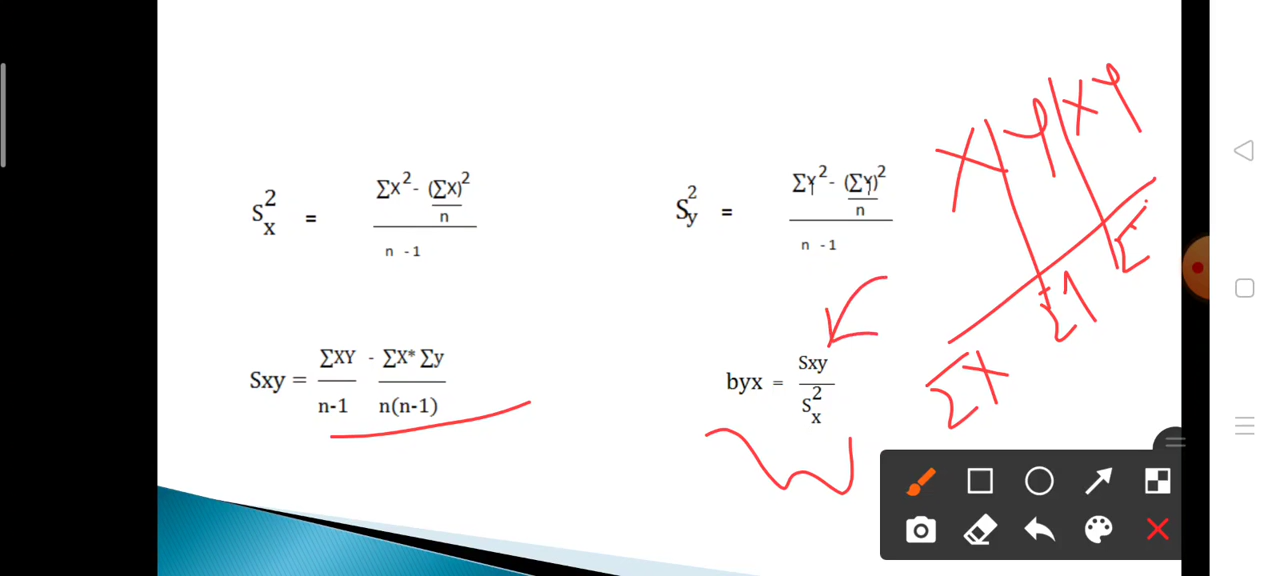 S²x = ΣX² - (ΣX)²/n / n - 1
S²y = ΣY² - (ΣY)²/n / n - 1
Sxy = ΣXY/n-1 - ΣX* Σy/n(n-1)
byx = Sxy/S²x
X | Y | XY
ΣX ΣY Σ